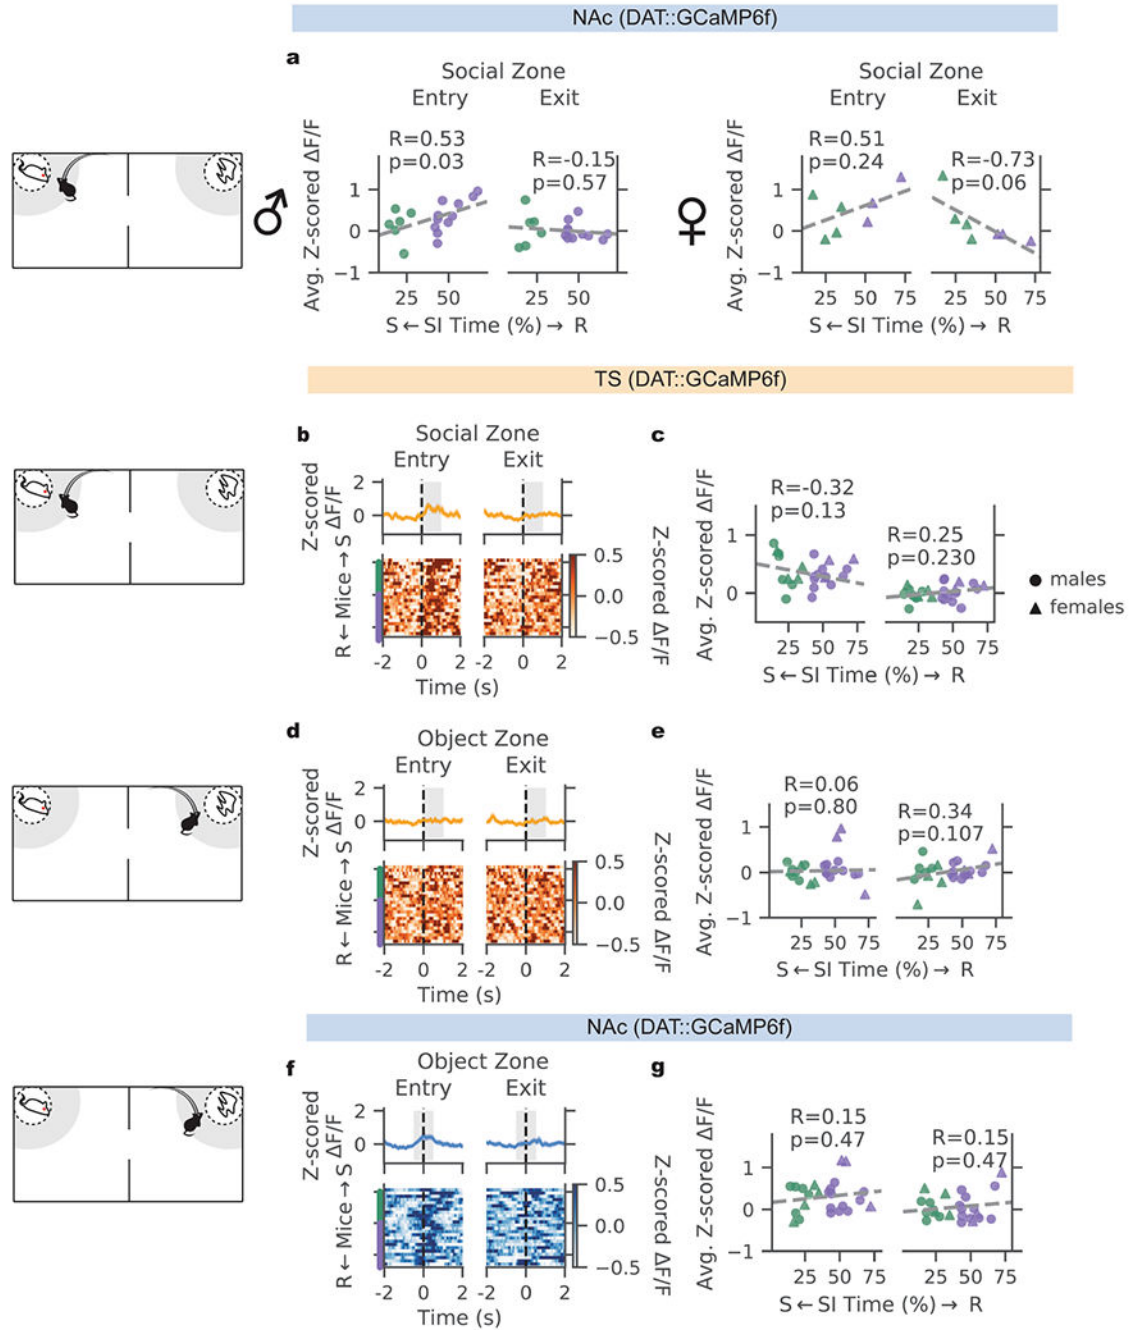 NAc (DAT::GCaMP6f)
a
Social Zone
Entry Exit
Avg. Z-scored ΔF/F
R=0.53
p=0.03
R=-0.15
p=0.57
1
0
−1
25 50 25 50
S←SI Time (%)→ R
♂
Social Zone
Entry Exit
Avg. Z-scored ΔF/F
R=0.51
p=0.24
R=-0.73
p=0.06
1
0
−1
25 50 75 25 50 75
S←SI Time (%)→ R
♀
TS (DAT::GCaMP6f)
b
Social Zone
Entry Exit
Z-scored
ΔF/F
2
0
R←Mice→S
0.5
0.0
−0.5
Z-scored ΔF/F
-2 0 2 -2 0 2
Time (s)
c
Avg. Z-scored ΔF/F
R=-0.32
p=0.13
R=0.25
p=0.230
1
0
25 50 75 25 50 75
S←SI Time (%)→ R
males
females
d
Object Zone
Entry Exit
Z-scored
ΔF/F
2
0
R←Mice→S
0.5
0.0
−0.5
Z-scored ΔF/F
-2 0 2 -2 0 2
Time (s)
e
Avg. Z-scored ΔF/F
R=0.06
p=0.80
R=0.34
p=0.107
1
0
−1
25 50 75 25 50 75
S←SI Time (%)→ R
NAc (DAT::GCaMP6f)
f
Object Zone
Entry Exit
Z-scored
ΔF/F
2
0
R←Mice→S
0.5
0.0
−0.5
Z-scored ΔF/F
-2 0 2 -2 0 2
Time (s)
g
Avg. Z-scored ΔF/F
R=0.15
p=0.47
R=0.15
p=0.47
1
0
−1
25 50 75 25 50 75
S←SI Time (%)→ R